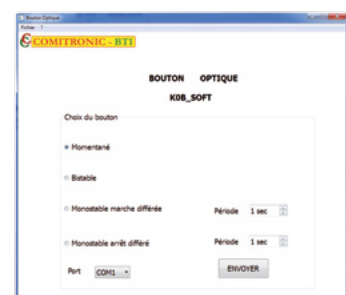 Bouton Optique
Fichier ?
COMITRONIC - BTI
BOUTON OPTIQUE
K0B_SOFT
Choix du bouton
Momentané
Bistable
Monostable marche différée Période 1 sec
Monostable arrêt différé Période 1 sec
Port COM1 ENVOYER